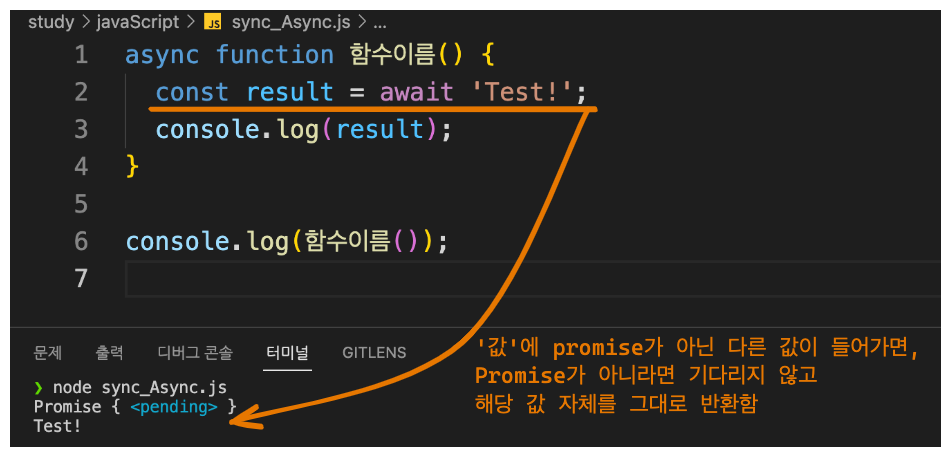 study > javaScript > JS sync_Async.js > ...
1 async function 함수이름() {
2 const result = await 'Test!';
3 console.log(result);
4 }
5
6 console.log(함수이름());
7
문제 출력 디버그 콘솔 터미널 GITLENS
❯ node sync_Async.js
Promise { <pending> }
Test!
'값'에 promise가 아닌 다른 값이 들어가면,
Promise가 아니라면 기다리지 않고
해당 값 자체를 그대로 반환함